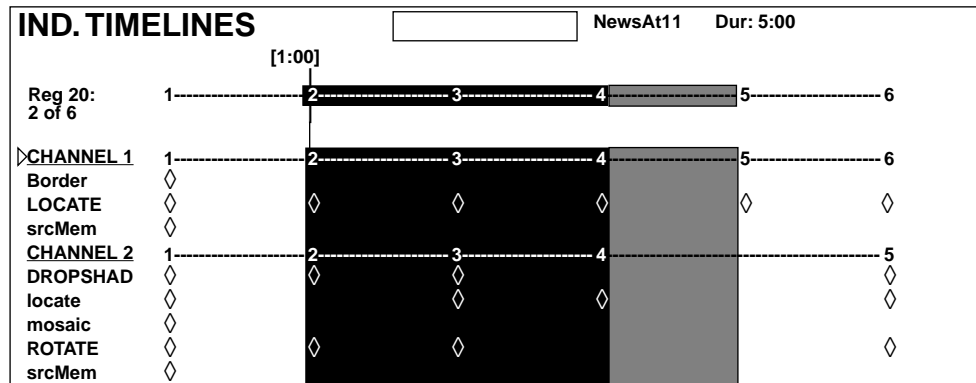 IND. TIMELINES NewsAt11 Dur: 5:00
[1:00]
Reg 20: 1 2 3 4 5 6
2 of 6
CHANNEL 1 1 2 3 4 5 6
Border
LOCATE
srcMem
CHANNEL 2 1 2 3 4 5
DROPSHAD
locate
mosaic
ROTATE
srcMem